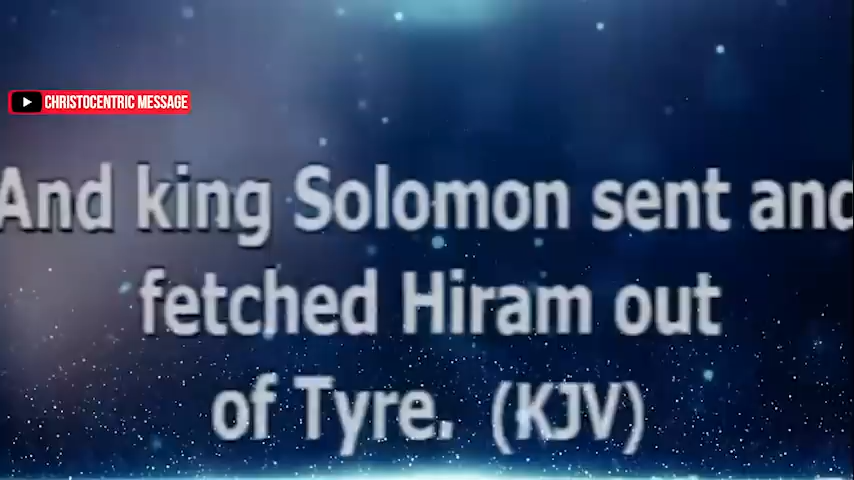 CHRISTOCENTRIC MESSAGE
And king Solomon sent and
fetched Hiram out
of Tyre. (KJV)